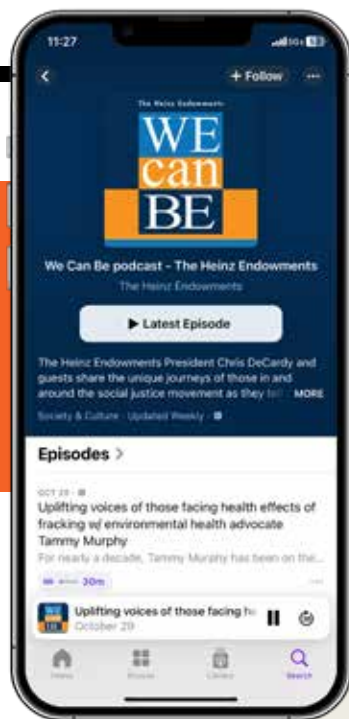 11:27
+ Follow
The Heinz Endowments
WE
can
BE
We Can Be podcast – The Heinz Endowments
The Heinz Endowments
▶ Latest Episode
The Heinz Endowments President Chris DeCardy and
guests share the unique journeys of those in and
around the social justice movement as they MORE
Society & Culture · Updated Weekly ·
Episodes >
OCT 29 ·
Uplifting voices of those facing health effects of
fracking w/ environmental health advocate
Tammy Murphy
For nearly a decade, Tammy Murphy has been on the...
30m
Uplifting voices of those facing he
October 29
Home
Browse
Library
Search